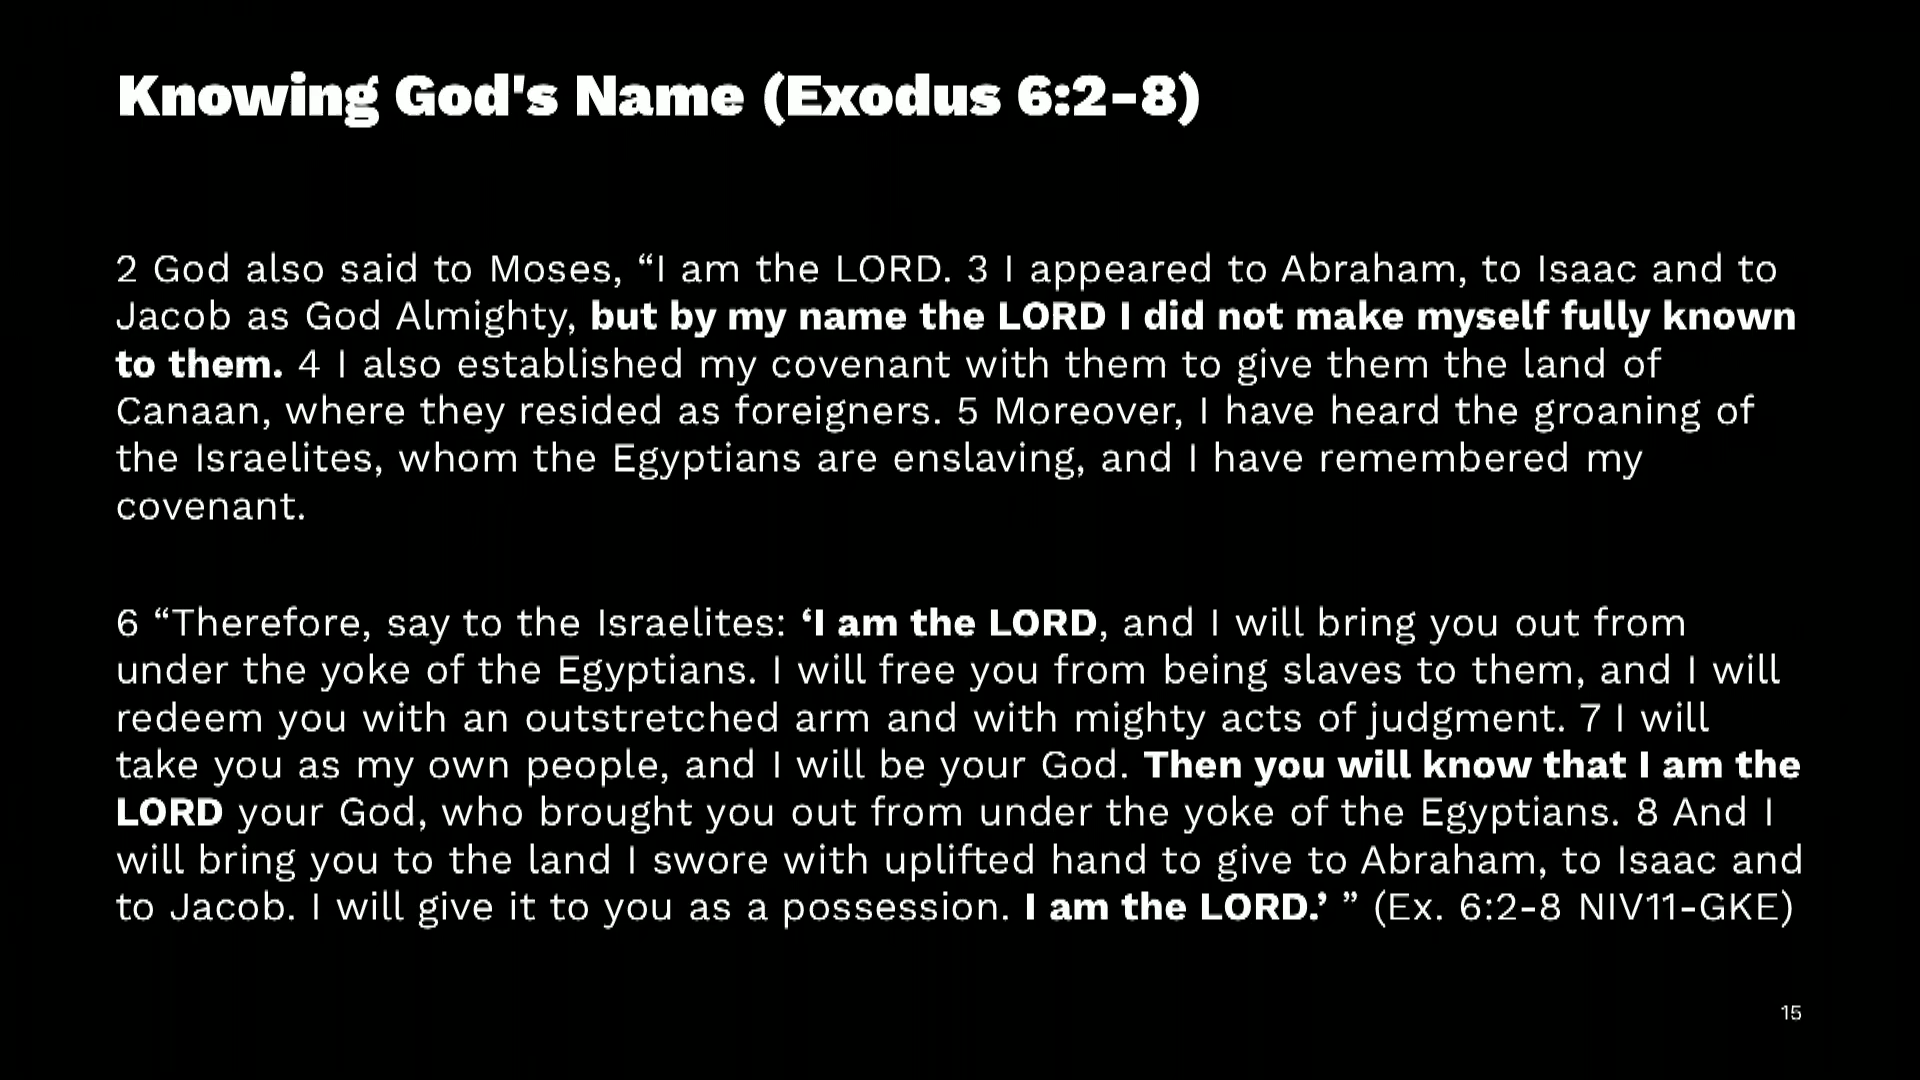 Knowing God's Name (Exodus 6:2-8)
2 God also said to Moses, “I am the LORD. 3 I appeared to Abraham, to Isaac and to
Jacob as God Almighty, but by my name the LORD I did not make myself fully known
to them. 4 I also established my covenant with them to give them the land of
Canaan, where they resided as foreigners. 5 Moreover, I have heard the groaning of
the Israelites, whom the Egyptians are enslaving, and I have remembered my
covenant.
6 “Therefore, say to the Israelites: ‘I am the LORD, and I will bring you out from
under the yoke of the Egyptians. I will free you from being slaves to them, and I will
redeem you with an outstretched arm and with mighty acts of judgment. 7 I will
take you as my own people, and I will be your God. Then you will know that I am the
LORD your God, who brought you out from under the yoke of the Egyptians. 8 And I
will bring you to the land I swore with uplifted hand to give to Abraham, to Isaac and
to Jacob. I will give it to you as a possession. I am the LORD.’ ” (Ex. 6:2-8 NIV11-GKE)
15